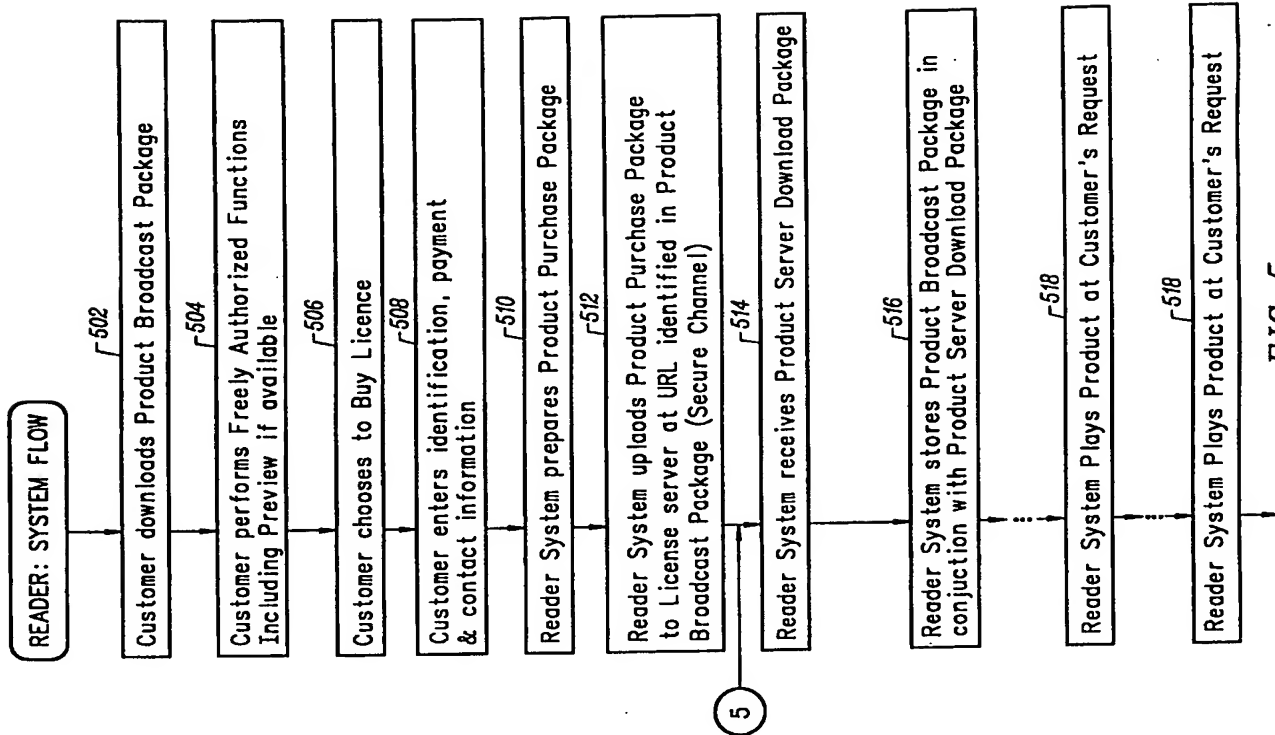 READER: SYSTEM FLOW
502
Customer downloads Product Broadcast Package
504
Customer performs Freely Authorized Functions
Including Preview if available
506
Customer chooses to Buy Licence
508
Customer enters identification, payment
& contact information
510
Reader System prepares Product Purchase Package
512
Reader System uplaods Product Purchase Package
to License server at URL identified in Product
Broadcast Package (Secure Channel)
5
514
Reader System receives Product Server Download Package
516
Reader System stores Product Broadcast Package in
conjuction with Product Server Download Package
518
Reader System Plays Product at Customer's Request
518
Reader System Plays Product at Customer's Request